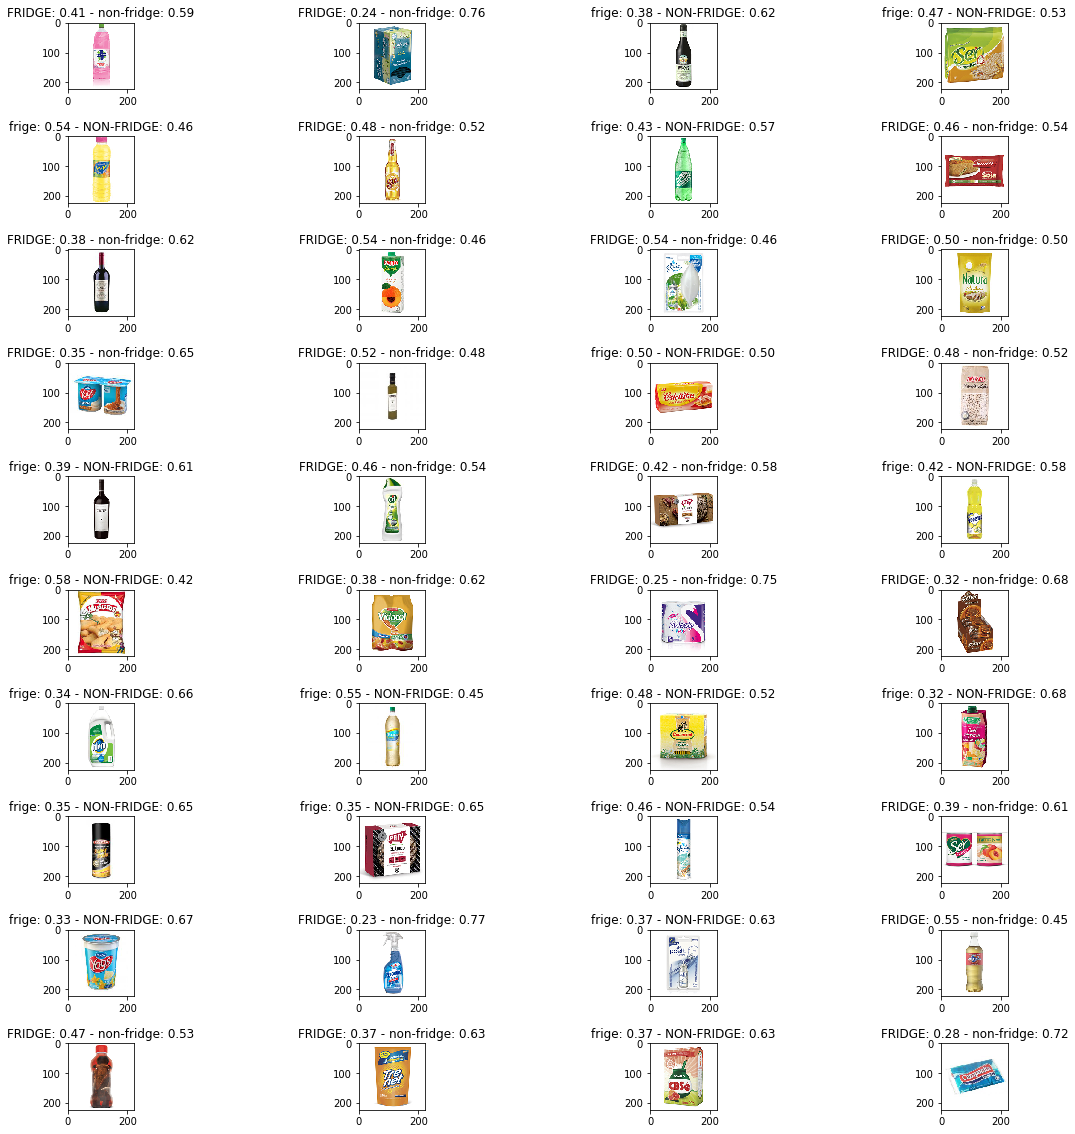 FRIDGE: 0.41 - non-fridge: 0.59
FRIDGE: 0.24 - non-fridge: 0.76
frige: 0.38 - NON-FRIDGE: 0.62
frige: 0.47 - NON-FRIDGE: 0.53
0 0 0 0
100 100 100 100
200 200 200 200
0 200 0 200 0 200 0 200
Ser
frige: 0.54 - NON-FRIDGE: 0.46
FRIDGE: 0.48 - non-fridge: 0.52
frige: 0.43 - NON-FRIDGE: 0.57
FRIDGE: 0.46 - non-fridge: 0.54
0 0 0 0
100 100 100 100
200 200 200 200
0 200 0 200 0 200 0 200
FRIDGE: 0.38 - non-fridge: 0.62
FRIDGE: 0.54 - non-fridge: 0.46
FRIDGE: 0.54 - non-fridge: 0.46
FRIDGE: 0.50 - non-fridge: 0.50
0 0 0 0
100 100 100 100
200 200 200 200
0 200 0 200 0 200 0 200
Natura
FRIDGE: 0.35 - non-fridge: 0.65
FRIDGE: 0.52 - non-fridge: 0.48
frige: 0.50 - NON-FRIDGE: 0.50
FRIDGE: 0.48 - non-fridge: 0.52
0 0 0 0
100 100 100 100
200 200 200 200
0 200 0 200 0 200 0 200
frige: 0.39 - NON-FRIDGE: 0.61
FRIDGE: 0.46 - non-fridge: 0.54
FRIDGE: 0.42 - non-fridge: 0.58
frige: 0.42 - NON-FRIDGE: 0.58
0 0 0 0
100 100 100 100
200 200 200 200
0 200 0 200 0 200 0 200
Cif
frige: 0.58 - NON-FRIDGE: 0.42
FRIDGE: 0.38 - non-fridge: 0.62
FRIDGE: 0.25 - non-fridge: 0.75
FRIDGE: 0.32 - non-fridge: 0.68
0 0 0 0
100 100 100 100
200 200 200 200
0 200 0 200 0 200 0 200
frige: 0.34 - NON-FRIDGE: 0.66
frige: 0.55 - NON-FRIDGE: 0.45
frige: 0.48 - NON-FRIDGE: 0.52
frige: 0.32 - NON-FRIDGE: 0.68
0 0 0 0
100 100 100 100
200 200 200 200
0 200 0 200 0 200 0 200
frige: 0.35 - NON-FRIDGE: 0.65
frige: 0.35 - NON-FRIDGE: 0.65
frige: 0.46 - NON-FRIDGE: 0.54
FRIDGE: 0.39 - non-fridge: 0.61
0 0 0 0
100 100 100 100
200 200 200 200
0 200 0 200 0 200 0 200
Ser
frige: 0.33 - NON-FRIDGE: 0.67
FRIDGE: 0.23 - non-fridge: 0.77
frige: 0.37 - NON-FRIDGE: 0.63
FRIDGE: 0.55 - non-fridge: 0.45
0 0 0 0
100 100 100 100
200 200 200 200
0 200 0 200 0 200 0 200
FRIDGE: 0.47 - non-fridge: 0.53
FRIDGE: 0.37 - non-fridge: 0.63
frige: 0.37 - NON-FRIDGE: 0.63
FRIDGE: 0.28 - non-fridge: 0.72
0 0 0 0
100 100 100 100
200 200 200 200
0 200 0 200 0 200 0 200
Tre
net
CBSé